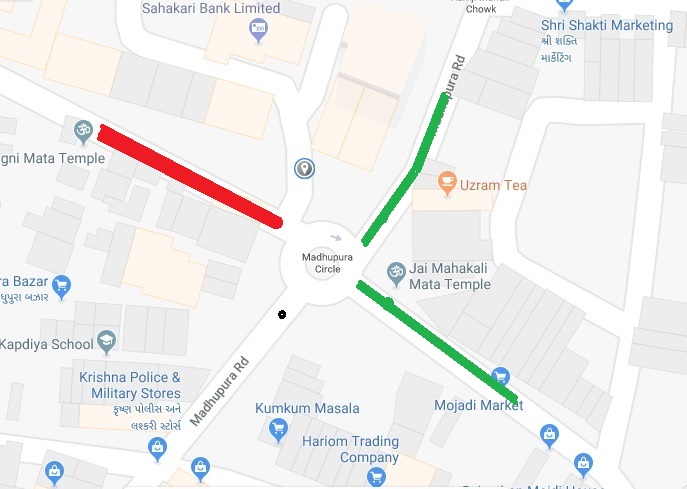 Sahakari Bank Limited
Chowk
Shri Shakti Marketing
શ્રી શક્તિ
માર્કેટિંગ
Rd
gni Mata Temple
Uzram Tea
Madhupura
Circle
Jai Mahakali
Mata Temple
ra Bazar
ધુપુરા બઝાર
Kapdiya School
Krishna Police &
Military Stores
કૃષ્ણ પોલીસ અને
લશ્કરી સ્ટોર્સ
Madhupura Rd
Mojadi Market
Kumkum Masala
Hariom Trading
Company